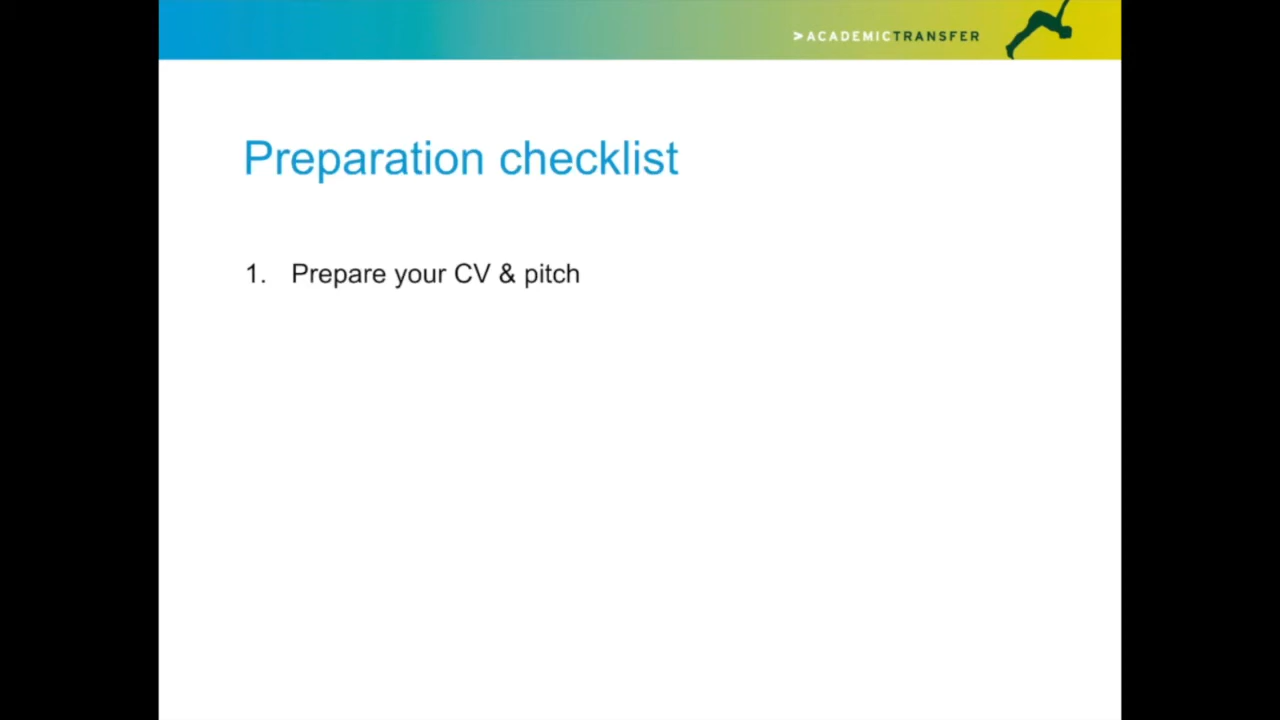 >ACADEMICTRANSFER
Preparation checklist
1. Prepare your CV & pitch